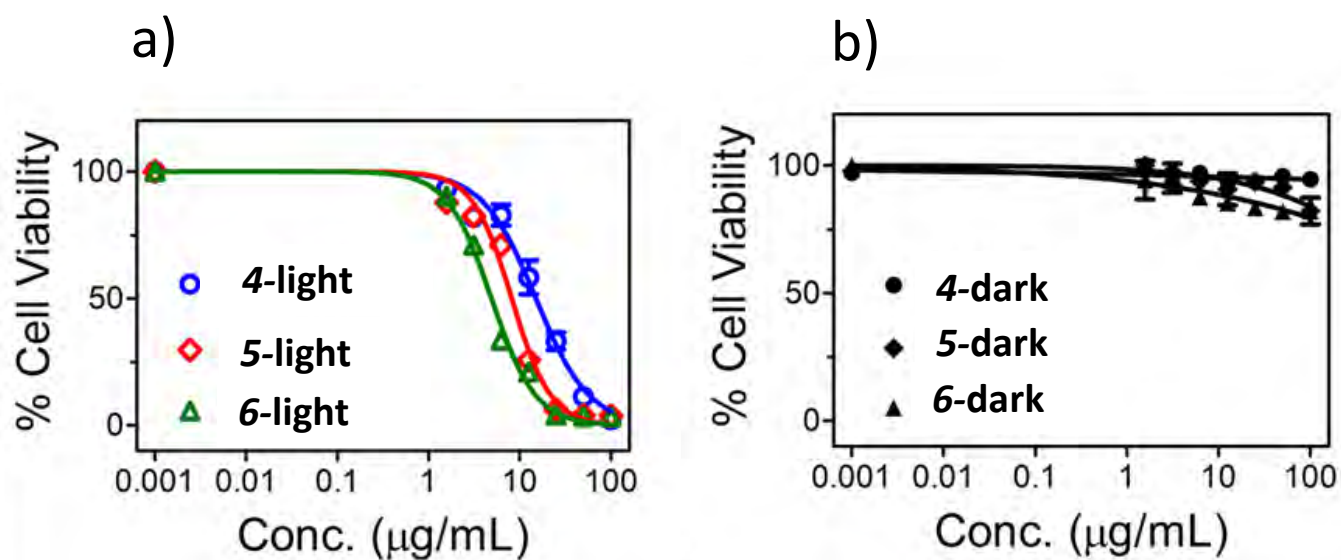 a)
% Cell Viability
100
50
0
4-light
5-light
6-light
0.001 0.01 0.1 1 10 100
Conc. (μg/mL)
b)
% Cell Viability
100
50
0
4-dark
5-dark
6-dark
0.001 0.01 0.1 1 10 100
Conc. (μg/mL)